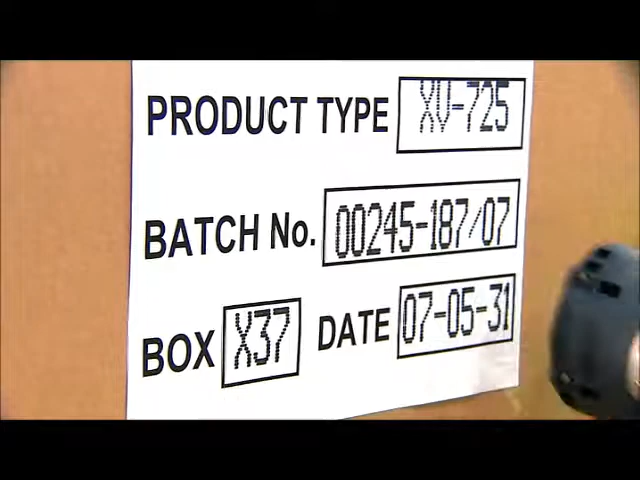 PRODUCT TYPE XV-725
BATCH No. 00245-187/07
BOX X37 DATE 07-05-31